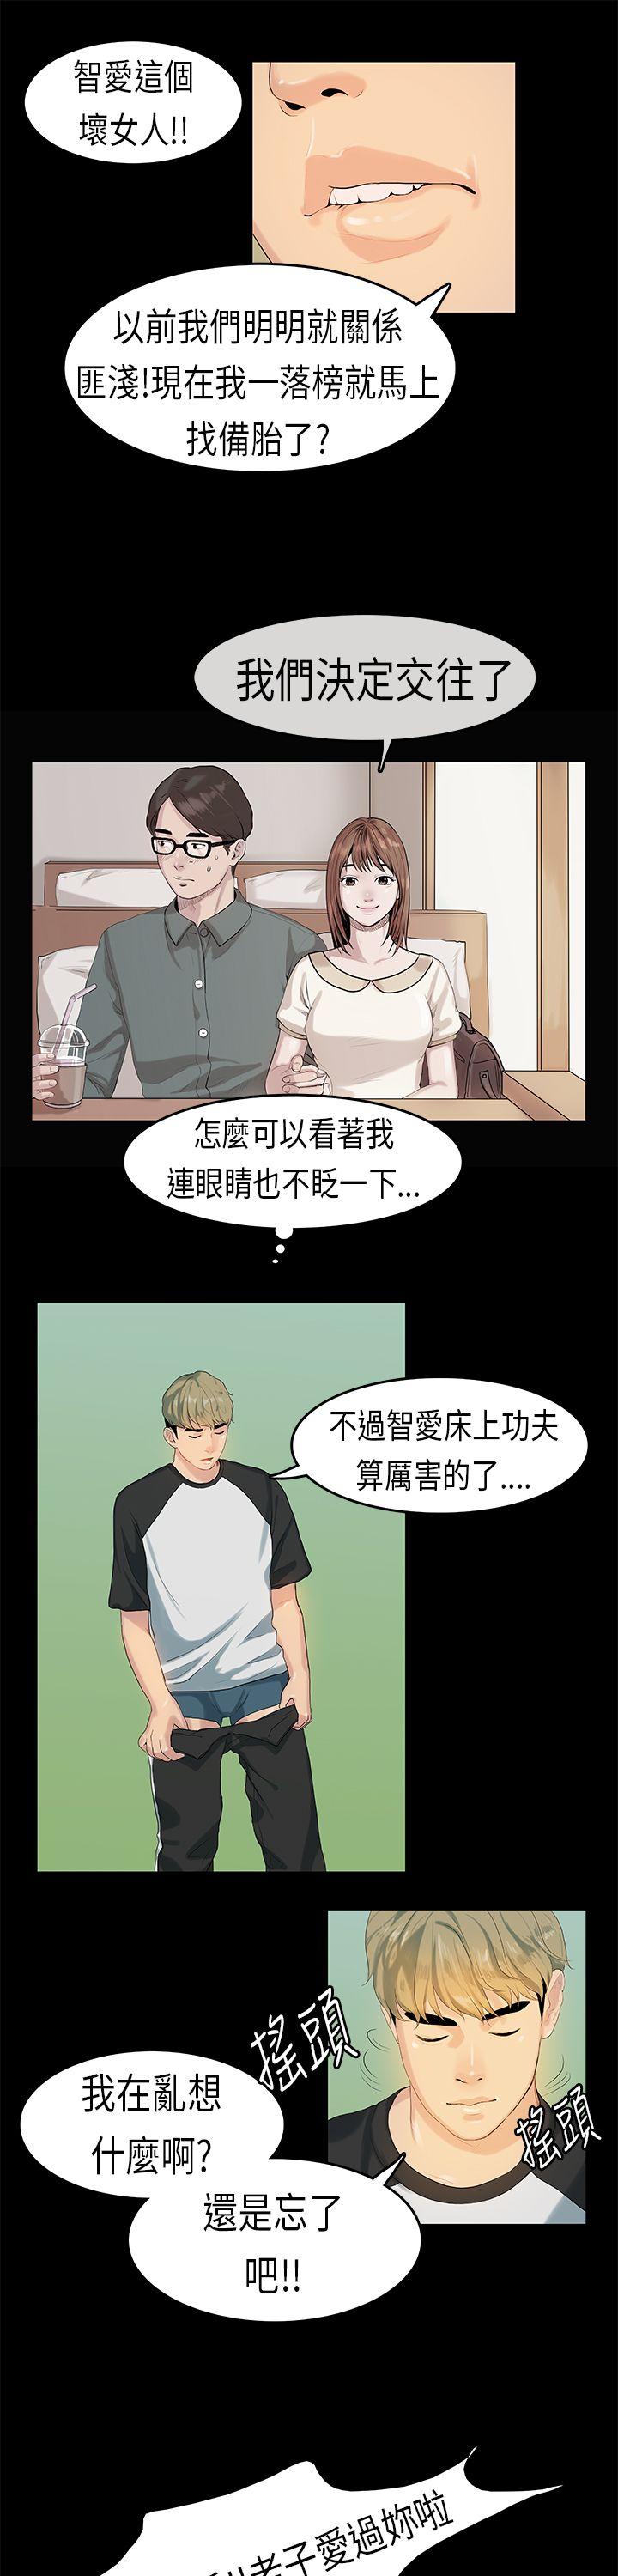 智愛這個
壞女人!!
以前我們明明就關係
匪淺!現在我一落榜就馬上
找備胎了?
我們決定交往了
怎麼可以看著我
連眼睛也不眨一下...
不過智愛床上功夫
算厲害的了....
搖頭
搖頭
我在亂想
什麼啊?
還是忘了
吧!!
老子愛過妳啦